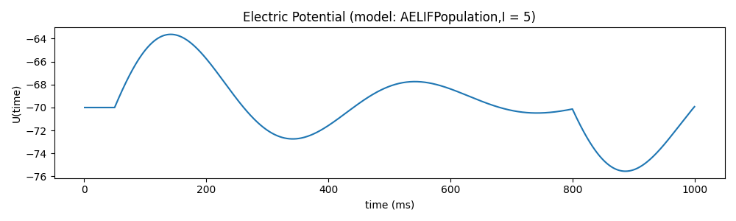 Electric Potential (model: AELIFPopulation,I = 5)
U(time)
−64
−66
−68
−70
−72
−74
−76
0 200 400 600 800 1000
time (ms)